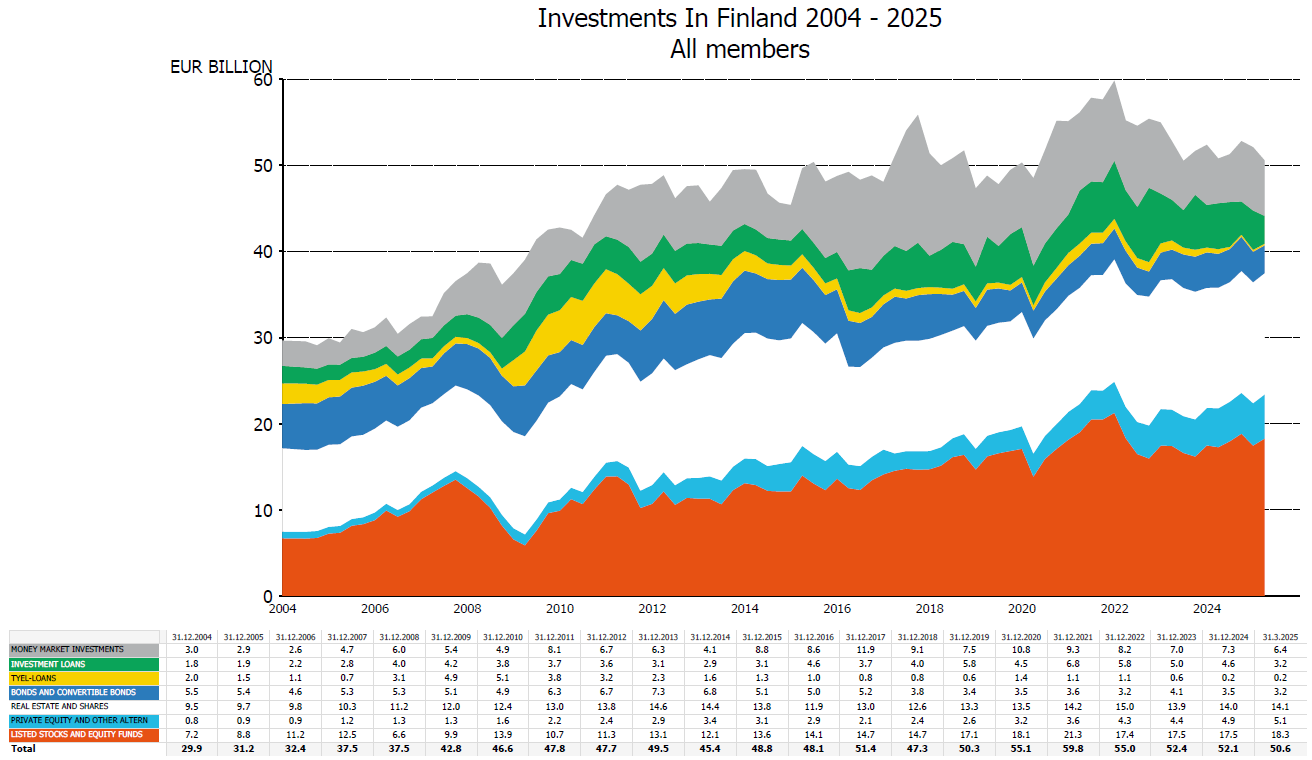 Investments In Finland 2004 - 2025
All members
EUR BILLION
60
50
40
30
20
10
0
2004 2006 2008 2010 2012 2014 2016 2018 2020 2022 2024
31.12.2004 31.12.2005 31.12.2006 31.12.2007 31.12.2008 31.12.2009 31.12.2010 31.12.2011 31.12.2012 31.12.2013 31.12.2014 31.12.2015 31.12.2016 31.12.2017 31.12.2018 31.12.2019 31.12.2020 31.12.2021 31.12.2022 31.12.2023 31.12.2024 31.3.2025
MONEY MARKET INVESTMENTS 3.0 2.9 2.6 4.7 6.0 5.4 4.9 8.1 6.7 6.3 4.1 8.8 8.6 11.9 9.1 7.5 10.8 9.3 8.2 7.0 7.3 6.4
INVESTMENT LOANS 1.8 1.9 2.2 2.8 4.0 4.2 3.8 3.7 3.6 3.1 2.9 3.1 4.6 3.7 4.0 5.8 4.5 6.8 5.8 5.0 4.6 3.2
TYEL-LOANS 2.0 1.5 1.1 0.7 3.1 4.9 5.1 3.8 3.2 2.3 1.6 1.3 1.0 0.8 0.8 0.6 1.4 1.1 1.1 0.6 0.2 0.2
BONDS AND CONVERTIBLE BONDS 5.5 5.4 4.6 5.3 5.3 5.1 4.9 6.3 6.7 7.3 6.8 5.1 5.0 5.2 3.8 3.4 3.5 3.6 3.2 4.1 3.5 3.2
REAL ESTATE AND SHARES 9.5 9.7 9.8 10.3 11.2 12.0 12.4 13.0 13.8 14.6 14.4 13.8 11.9 13.0 12.6 13.3 13.5 14.2 15.0 13.9 14.0 14.1
PRIVATE EQUITY AND OTHER ALTERN 0.8 0.9 0.9 1.2 1.3 1.3 1.6 2.2 2.4 2.9 3.4 3.1 2.9 2.1 2.4 2.6 3.2 3.6 4.3 4.4 4.9 5.1
LISTED STOCKS AND EQUITY FUNDS 7.2 8.8 11.2 12.5 6.6 9.9 13.9 10.7 11.3 13.1 12.1 13.6 14.1 14.7 14.7 17.1 18.1 21.3 17.4 17.5 17.5 18.3
Total 29.9 31.2 32.4 37.5 37.5 42.8 46.6 47.8 47.7 49.5 45.4 48.8 48.1 51.4 47.3 50.3 55.1 59.8 55.0 52.4 52.1 50.6